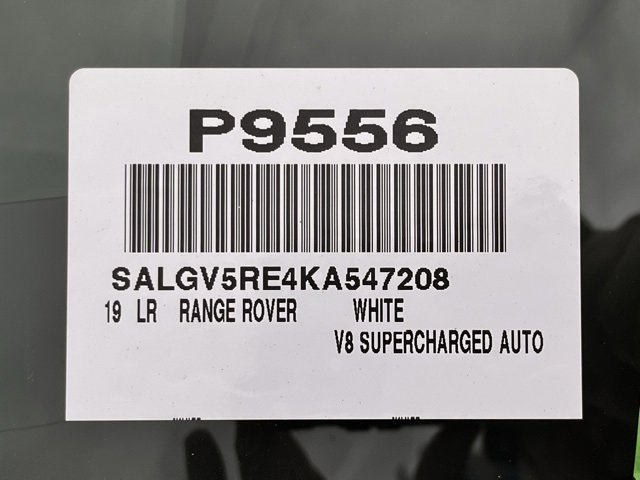 P9556
SALGV5RE4KA547208
19 LR RANGE ROVER WHITE
V8 SUPERCHARGED AUTO